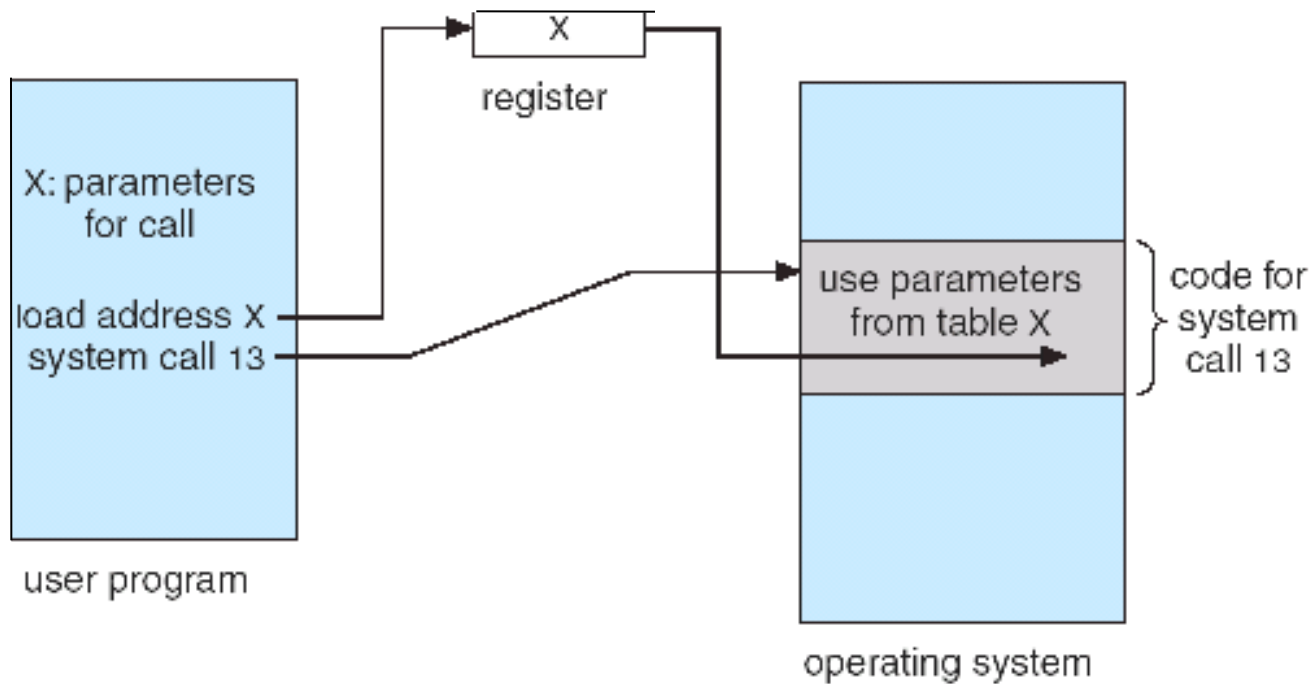 X
register
X: parameters
for call
load address X
system call 13
user program
use parameters
from table X
code for
system
call 13
operating system